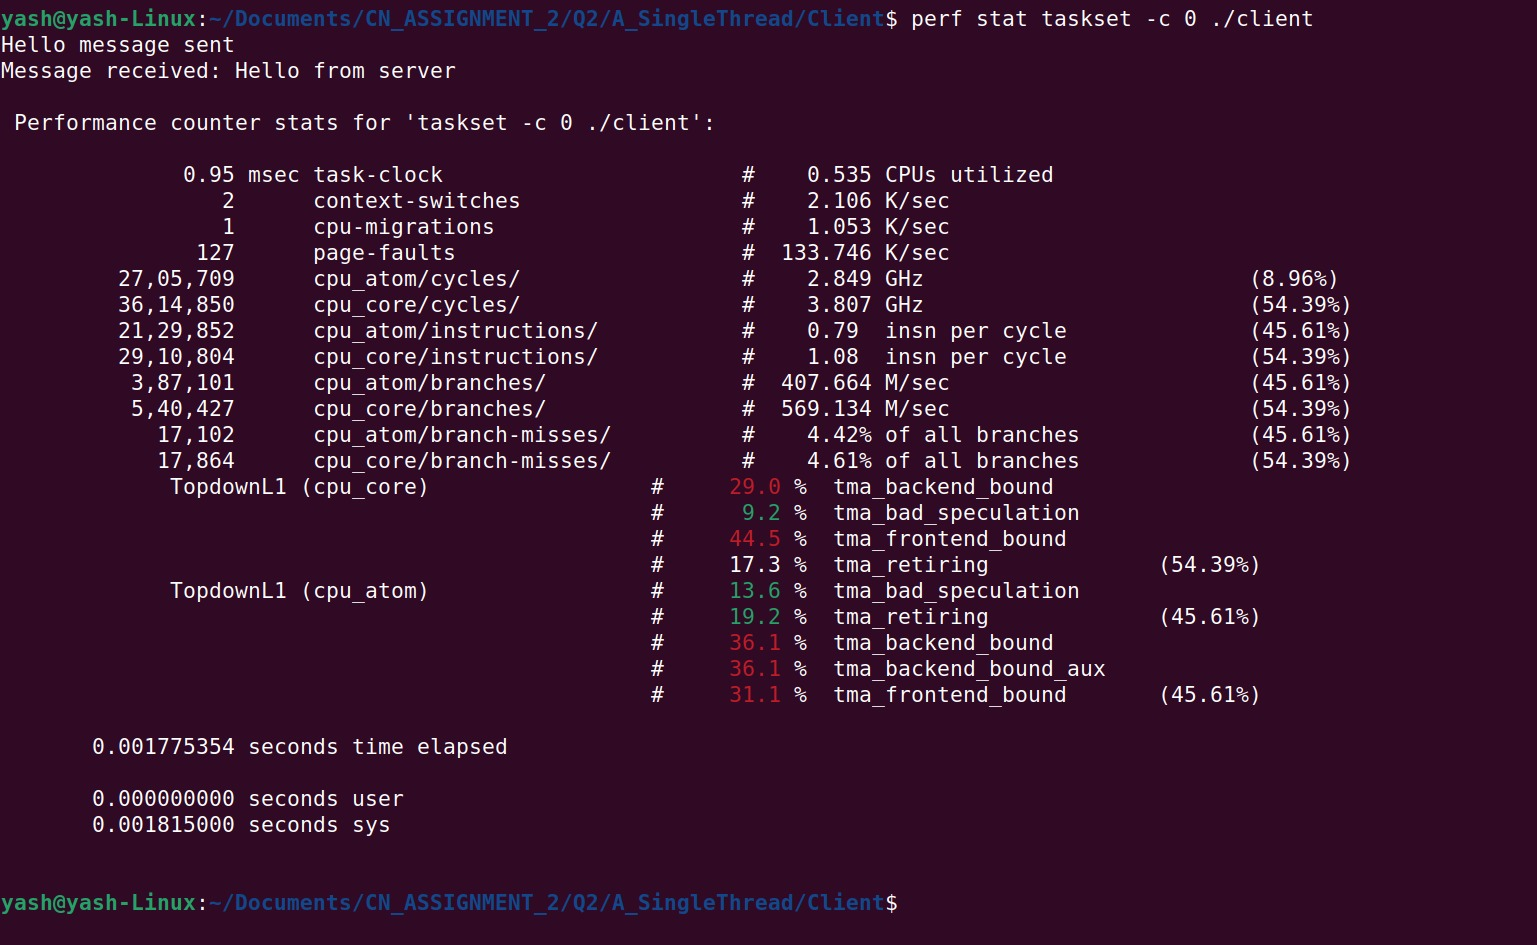 yash@yash-Linux:~/Documents/CN_ASSIGNMENT_2/Q2/A_SingleThread/Client$ perf stat taskset -c 0 ./client
Hello message sent
Message received: Hello from server
Performance counter stats for 'taskset -c 0 ./client':
0.95 msec task-clock # 0.535 CPUs utilized
2 context-switches # 2.106 K/sec
1 cpu-migrations # 1.053 K/sec
127 page-faults # 133.746 K/sec
27,05,709 cpu_atom/cycles/ # 2.849 GHz (8.96%)
36,14,850 cpu_core/cycles/ # 3.807 GHz (54.39%)
21,29,852 cpu_atom/instructions/ # 0.79 insn per cycle (45.61%)
29,10,804 cpu_core/instructions/ # 1.08 insn per cycle (54.39%)
3,87,101 cpu_atom/branches/ # 407.664 M/sec (45.61%)
5,40,427 cpu_core/branches/ # 569.134 M/sec (54.39%)
17,102 cpu_atom/branch-misses/ # 4.42% of all branches (45.61%)
17,864 cpu_core/branch-misses/ # 4.61% of all branches (54.39%)
TopdownL1 (cpu_core) # 29.0 % tma_backend_bound
# 9.2 % tma_bad_speculation
# 44.5 % tma_frontend_bound
# 17.3 % tma_retiring (54.39%)
TopdownL1 (cpu_atom) # 13.6 % tma_bad_speculation
# 19.2 % tma_retiring (45.61%)
# 36.1 % tma_backend_bound
# 36.1 % tma_backend_bound_aux
# 31.1 % tma_frontend_bound (45.61%)
0.001775354 seconds time elapsed
0.000000000 seconds user
0.001815000 seconds sys
yash@yash-Linux:~/Documents/CN_ASSIGNMENT_2/Q2/A_SingleThread/Client$